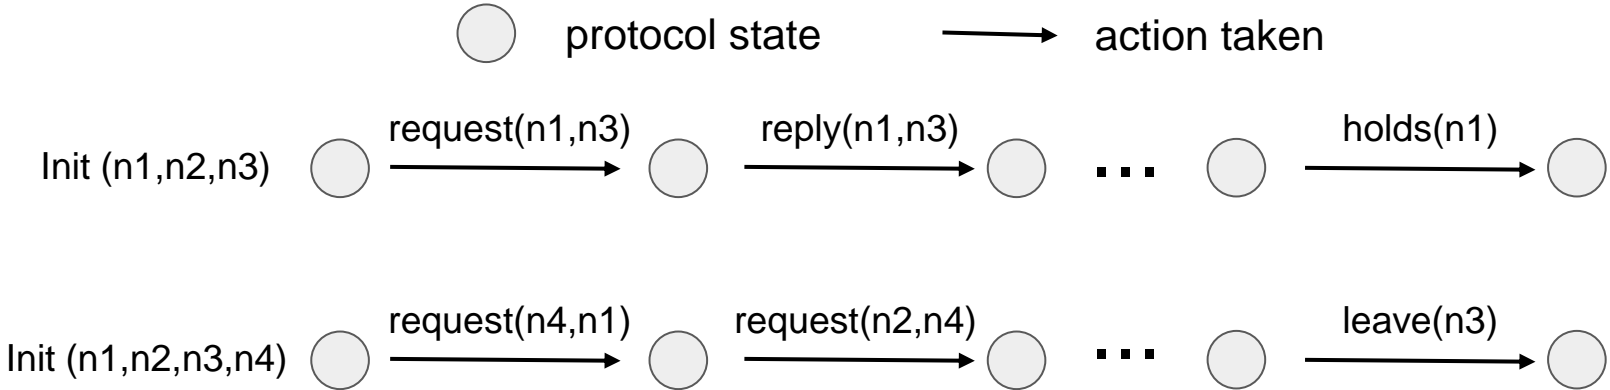 protocol state
action taken
request(n1,n3)
reply(n1,n3)
holds(n1)
Init (n1,n2,n3)
...
request(n4,n1)
request(n2,n4)
leave(n3)
Init (n1,n2,n3,n4)
...